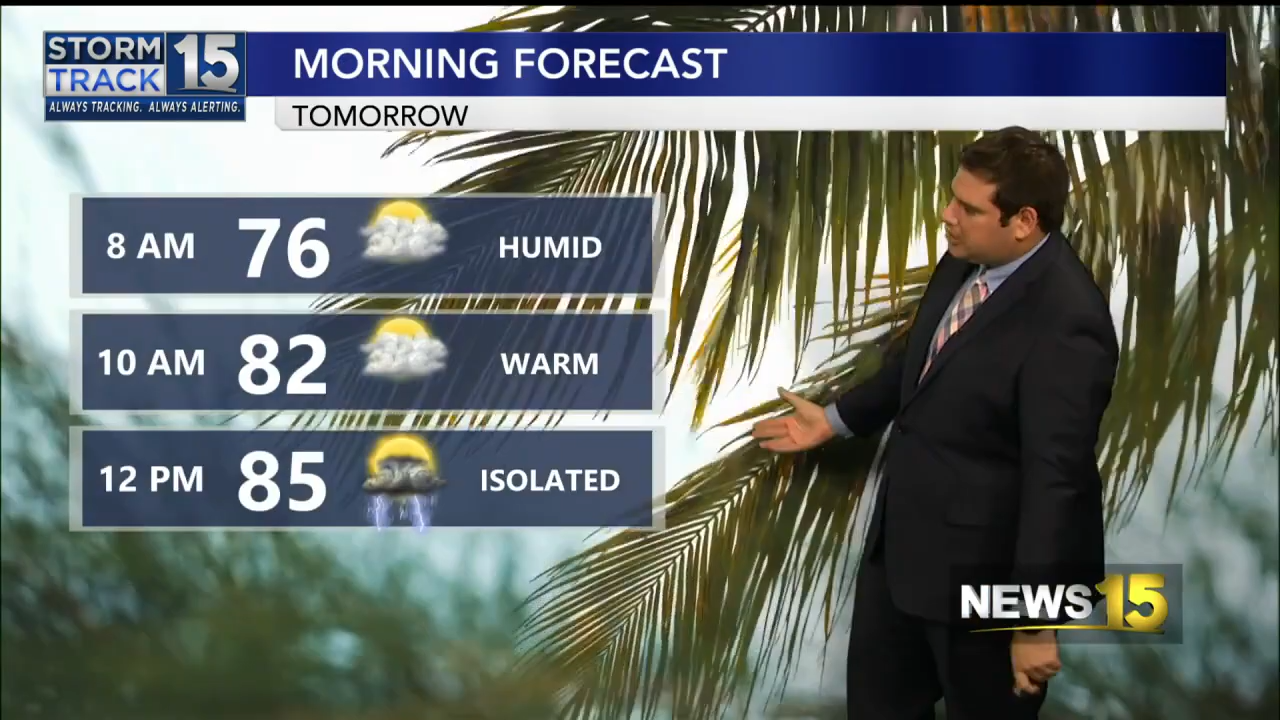 STORM
TRACK
15
ALWAYS TRACKING. ALWAYS ALERTING.
MORNING FORECAST
TOMORROW
8 AM 76 HUMID
10 AM 82 WARM
12 PM 85 ISOLATED
NEWS 15